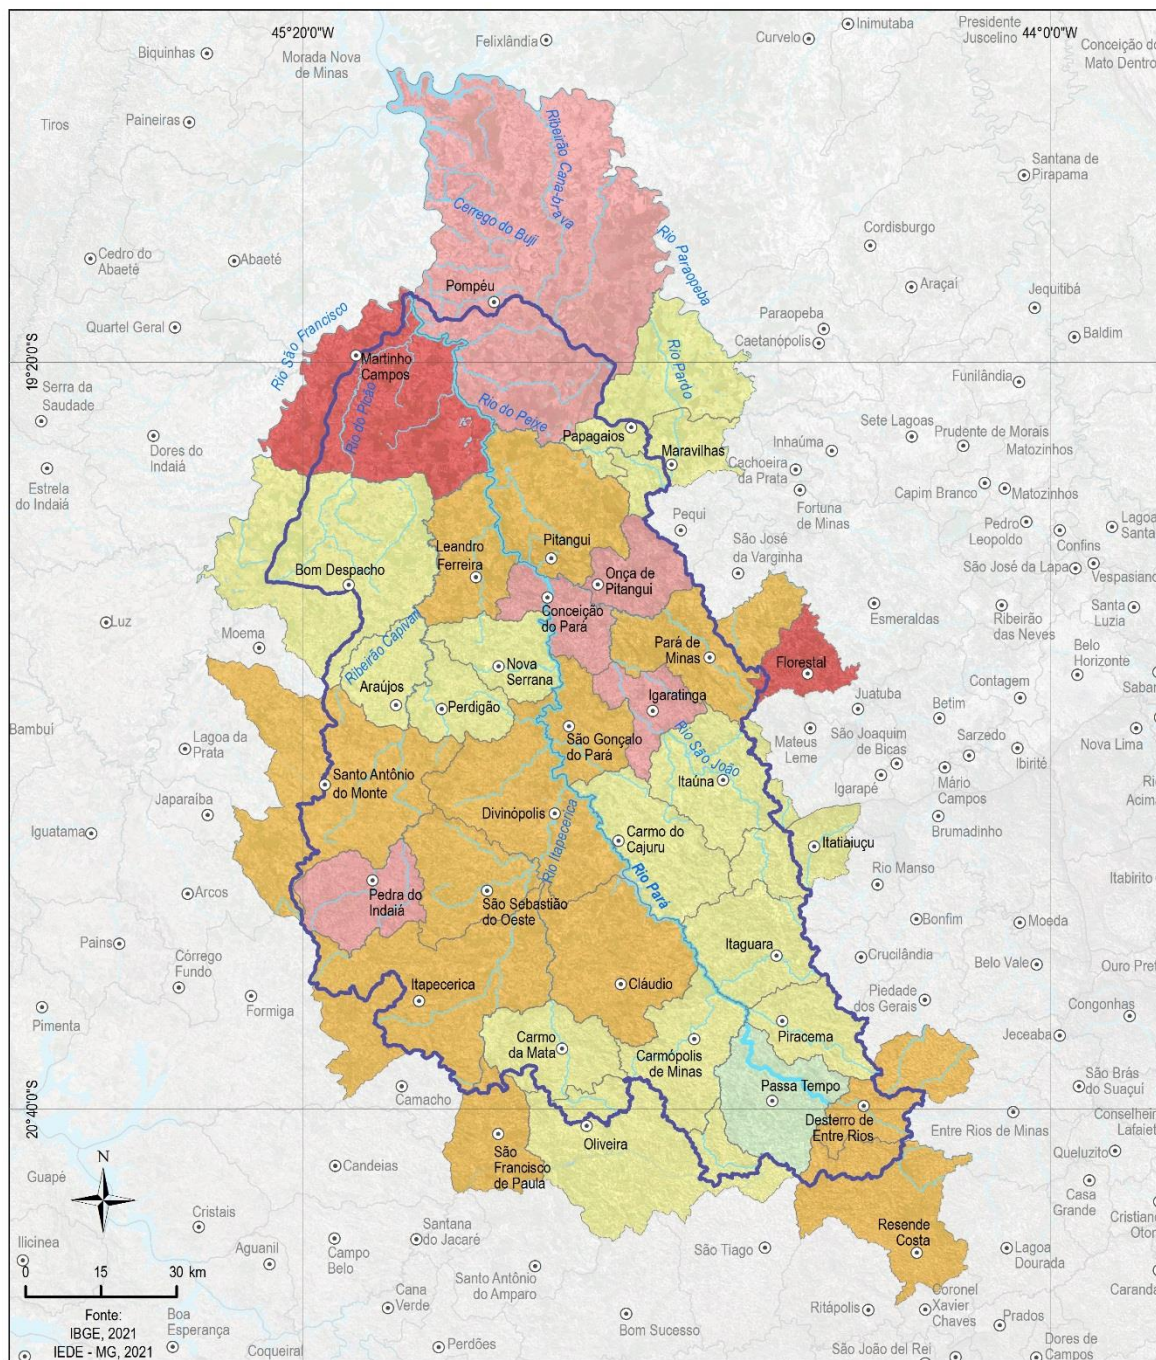 45°20'0"W
44°0'0"W
Inimutaba
Presidente
Juscelino
Felixlândia
Curvelo
Biquinhas
Morada Nova
de Minas
Conceição do
Mato Dentro
Tiros
Paineiras
Ribeirão Cana-brava
Santana de
Pirapama
Cerrego do Buji
Rio Paraopeba
Cordisburgo
Cedro do
Abaeté
Abaeté
Araçaí
Pompéu
Jequitibá
Rio São Francisco
Paraopeba
Quartel Geral
Caetanópolis
Baldim
19°20'0"S
Martinho
Campos
Rio Pardo
Funilândia
Serra da
Saudade
Rio do Picão
Rio do Peixe
Sete Lagoas
Papagaios
Dores do
Indaiá
Maravilhas
Inhaúma
Prudente de Morais
Matozinhos
Cachoeira
da Prata
Estrela
do Indaiá
Capim Branco
Matozinhos
Fortuna
de Minas
Pequi
Pedro
Leopoldo
Lagoa
Santa
Confins
Leandro
Ferreira
Pitangui
São José
da Varginha
São José da Lapa
Vespasiano
Bom Despacho
Onça de
Pitangui
Esmeraldas
Ribeirão
das Neves
Santa
Luzia
Luz
Conceição
do Pará
Moema
Ribeirão Capivari
Pará de
Minas
Belo
Horizonte
Nova
Serrana
Florestal
Contagem
Sabar
Araújos
Perdigão
Igaratinga
Juatuba
Betim
Bambuí
São Gonçalo
do Pará
Rio São João
Mateus
Leme
São Joaquim
de Bicas
Nova Lima
Lagoa da
Prata
Sarzedo
Ibirité
Santo Antônio
do Monte
Itaúna
Igarapé
Mário
Campos
Ri
Acima
Japaraíba
Divinópolis
Brumadinho
Iguatama
Rio Itapecerica
Carmo do
Cajuru
Itatiaiuçu
Rio Manso
Itabirito
Arcos
Pedra do
Indaiá
Rio Pará
São Sebastião
do Oeste
Bonfim
Moeda
Pains
Itaguara
Córrego
Fundo
Crucilândia
Belo Vale
Ouro Pret
Itapecerica
Cláudio
Formiga
Piedade
dos Gerais
Congonhas
Pimenta
Piracema
Jeceaba
Carmo
da Mata
Carmópolis
de Minas
São Brás
do Suaçuí
Passa Tempo
Camacho
20°40'0"S
Desterro de
Entre Rios
Entre Rios de Minas
Conselhei
Lafaiet
Oliveira
São
Francisco
de Paula
Queluzito
Candeias
N
Guapé
Casa
Grande
Cristais
Resende
Costa
Cristiano
Oton
Ilicinea
Aguanil
Campo
Belo
Santana
do Jacaré
São Tiago
Lagoa
Dourada
0 15 30 km
Santo Antônio
do Amparo
Caranda
Cana
Verde
Coronel
Xavier
Chaves
Fonte:
IBGE, 2021
IEDE - MG, 2021
Boa
Esperança
Bom Sucesso
Ritápolis
Prados
Coqueiral
Perdões
São João del Rei
Dores de
Campos